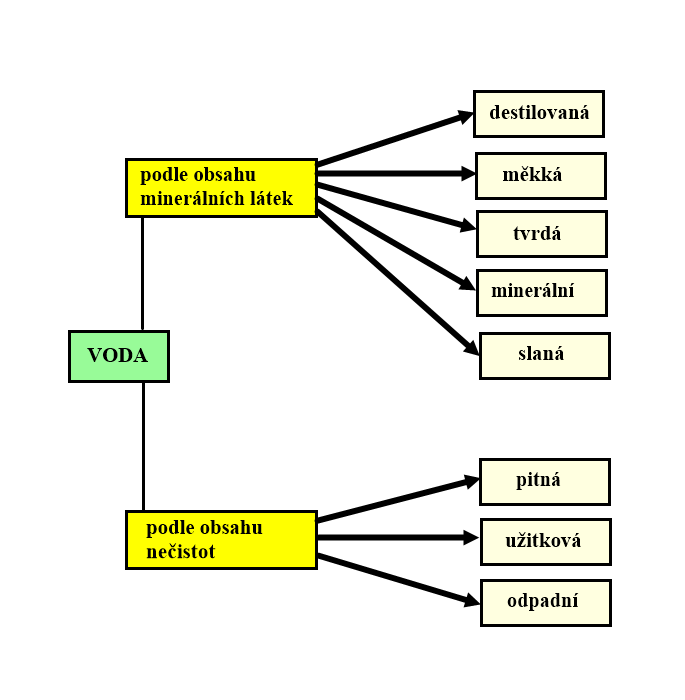 VODA
podle obsahu
minerálních látek
destilovaná
měkká
tvrdá
minerální
slaná
podle obsahu
nečistot
pitná
užitková
odpadní